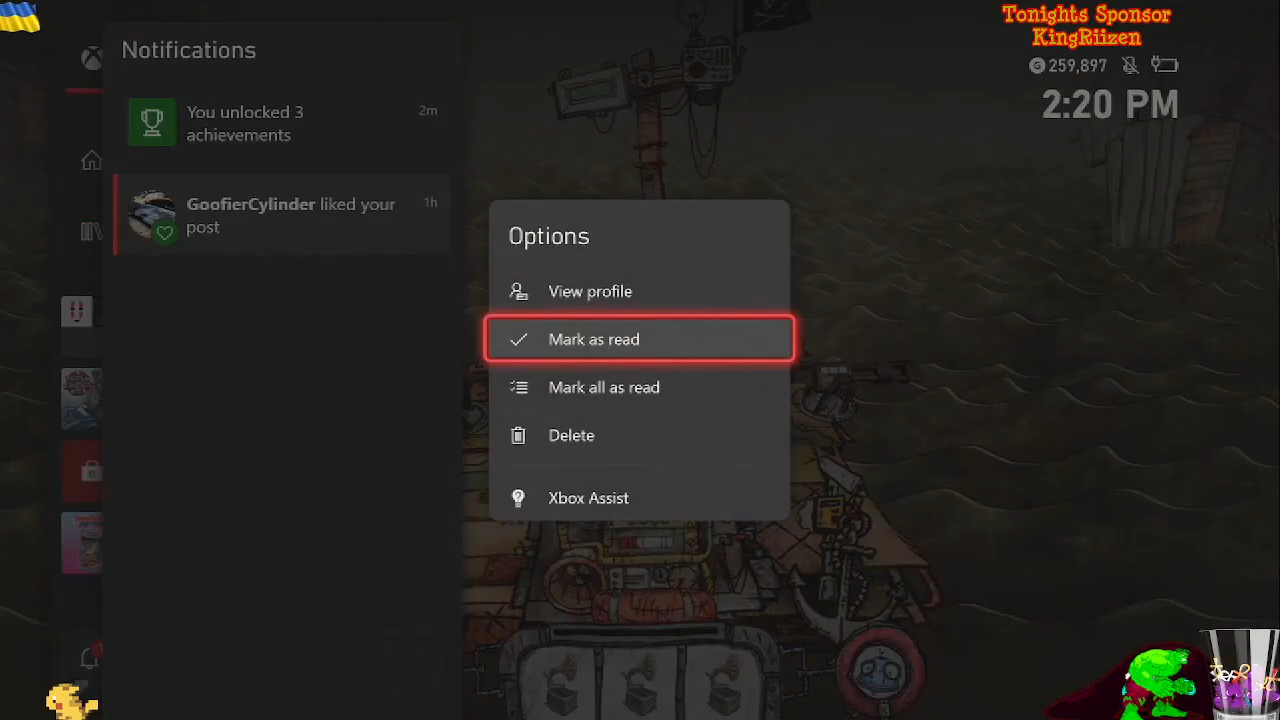 Tonights Sponsor
KingRiizen
Notifications
259,897
2:20 PM
You unlocked 3
achievements
2m
GoofierCylinder liked your
post
1h
Options
View profile
Mark as read
Mark all as read
Delete
Xbox Assist